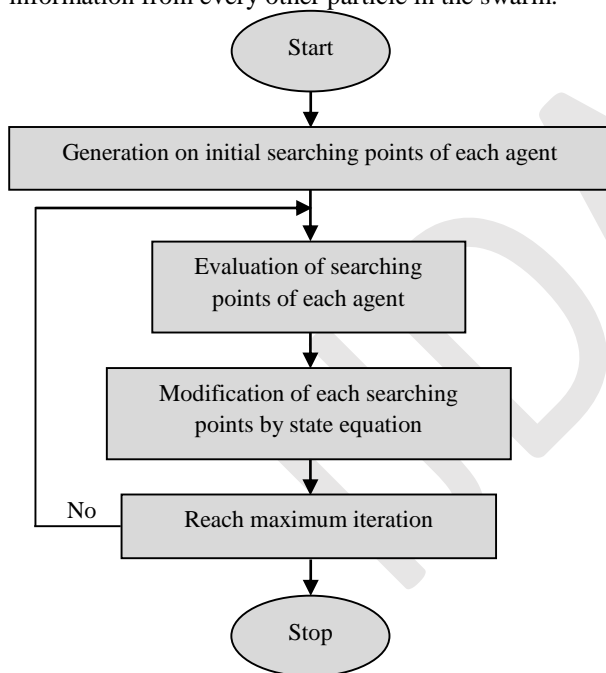 information from every other particle in the swarm.
Start
Generation on initial searching points of each agent
Evaluation of searching
points of each agent
Modification of each searching
points by state equation
No
Reach maximum iteration
Stop